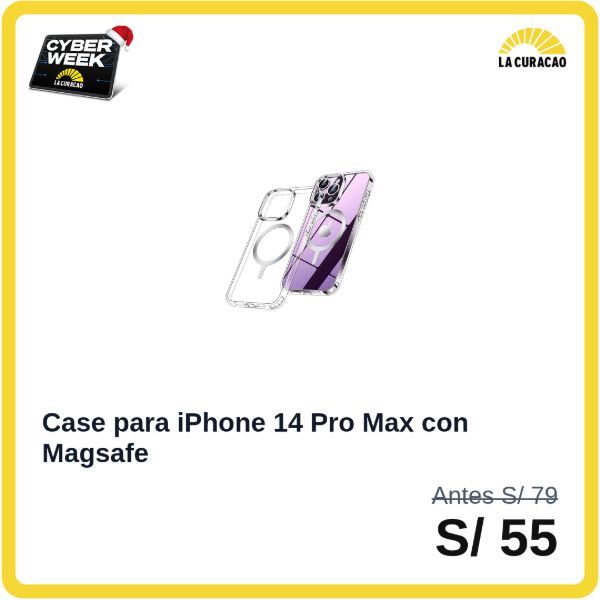 CYBER
WEEK
LA CURACAO
LA CURACAO
Case para iPhone 14 Pro Max con
Magsafe
Antes S/ 79
S/ 55